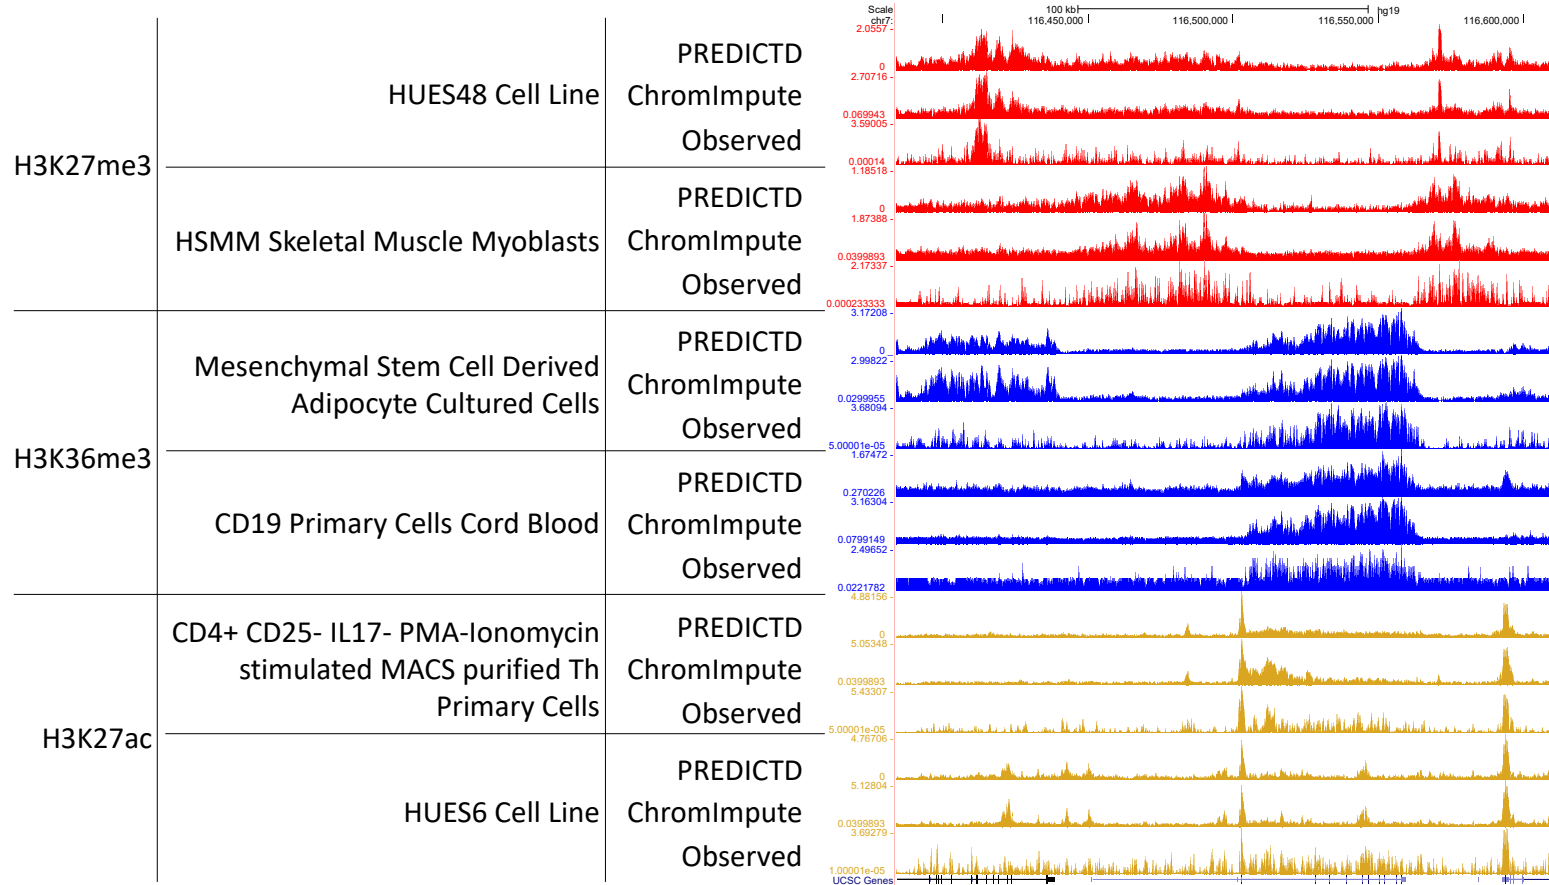 Scale
100 kb
hg19
chr7:
116,450,000
116,500,000
116,550,000
116,600,000
H3K27me3
HUES48 Cell Line
PREDICTD
2.0557
0
ChromImpute
2.70716
0.069943
Observed
3.59005
0.00014
HSMM Skeletal Muscle Myoblasts
PREDICTD
1.18518
0
ChromImpute
1.87388
0.0399893
Observed
2.17337
0.000233333
H3K36me3
Mesenchymal Stem Cell Derived
Adipocyte Cultured Cells
PREDICTD
3.17208
0
ChromImpute
2.99822
0.0299955
Observed
3.68094
5.00001e-05
CD19 Primary Cells Cord Blood
PREDICTD
1.67472
0.270226
ChromImpute
3.16304
0.0799149
Observed
2.49652
0.0221782
H3K27ac
CD4+ CD25- IL17- PMA-Ionomycin
stimulated MACS purified Th
Primary Cells
PREDICTD
4.88156
0
ChromImpute
5.05348
0.0399893
Observed
5.43307
5.00001e-05
HUES6 Cell Line
PREDICTD
4.76706
0
ChromImpute
5.12804
0.0399893
Observed
3.69279
1.00001e-05
UCSC Genes